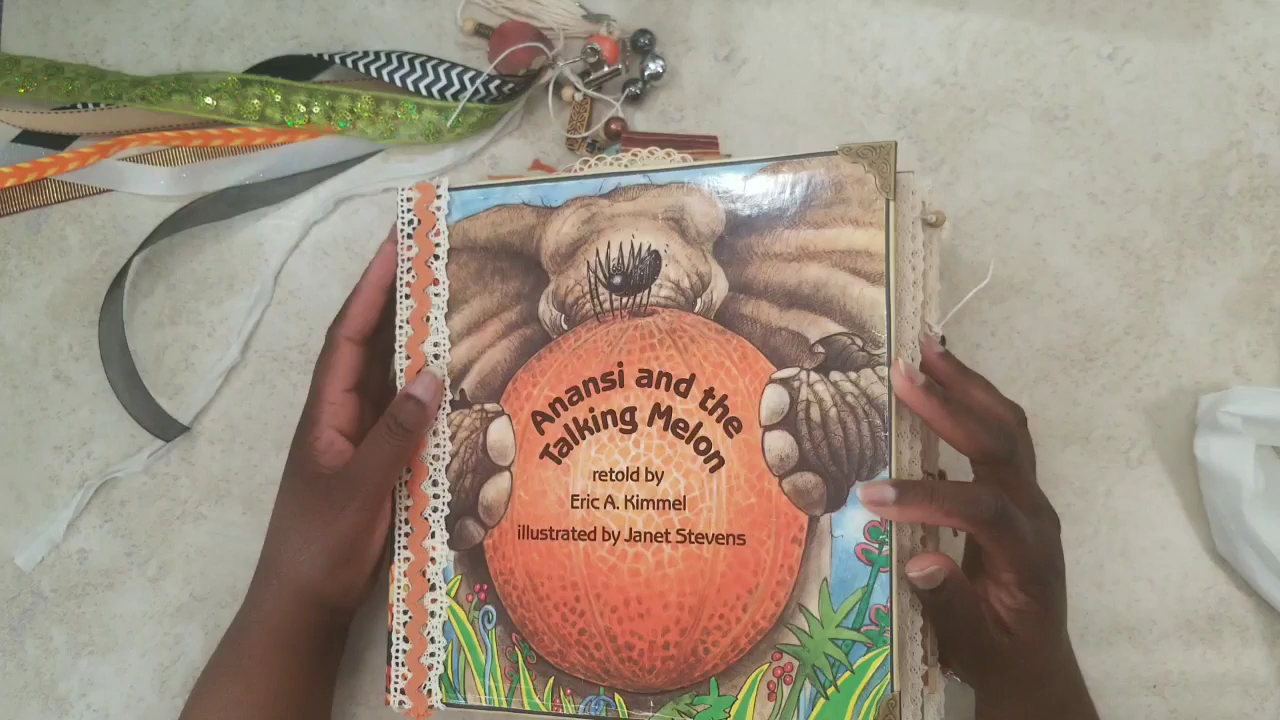 Anansi and the
Talking Melon
retold by
Eric A. Kimmel
illustrated by Janet Stevens